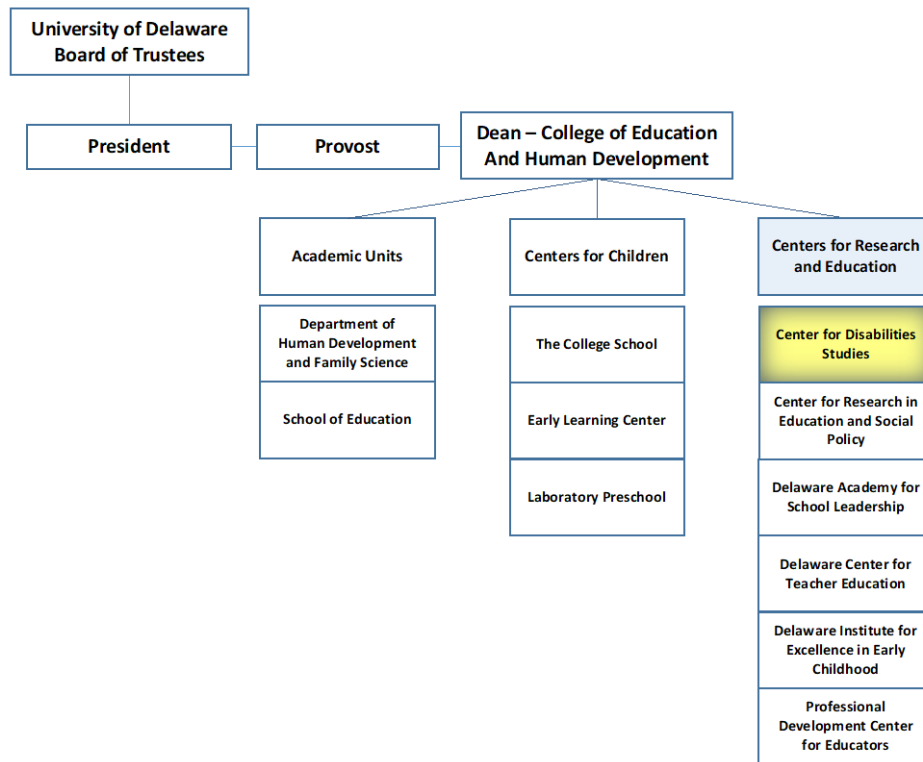 University of Delaware
Board of Trustees
President
Provost
Dean – College of Education
And Human Development
Academic Units
Centers for Children
Centers for Research
and Education
Department of
Human Development
and Family Science
School of Education
The College School
Early Learning Center
Laboratory Preschool
Center for Disabilities
Studies
Center for Research in
Education and Social
Policy
Delaware Academy for
School Leadership
Delaware Center for
Teacher Education
Delaware Institute for
Excellence in Early
Childhood
Professional
Development Center
for Educators